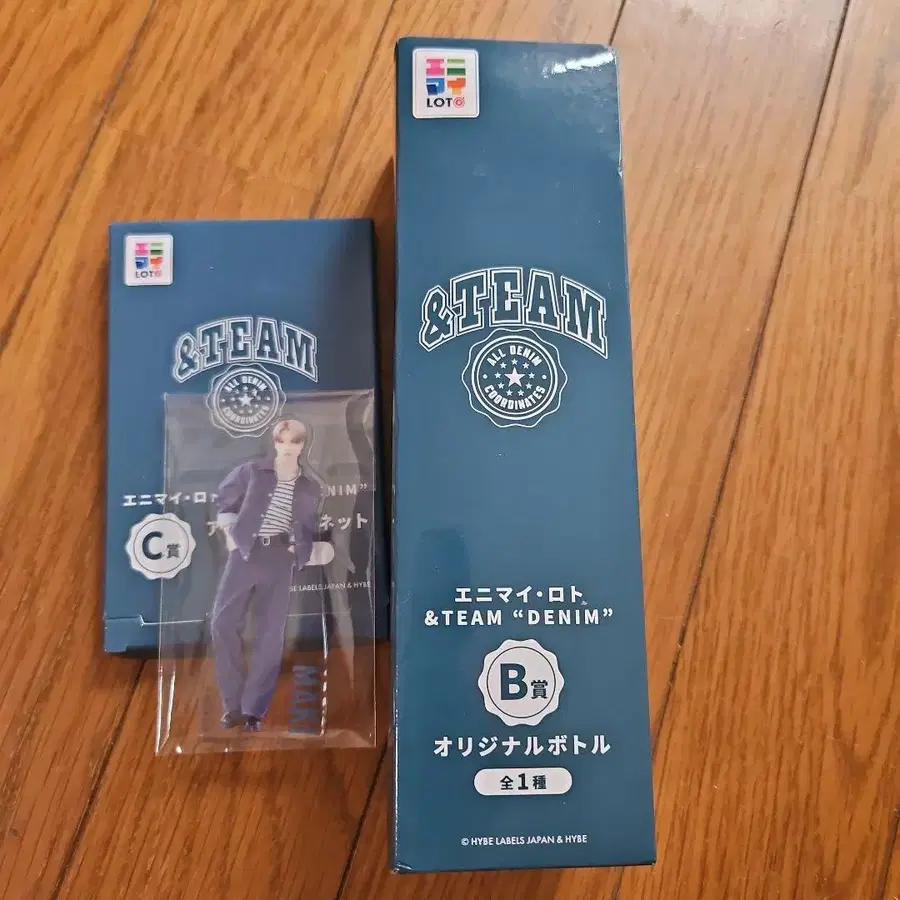 エニマイ
LOTO
&TEAM
ALL DENIM
COORDINATES
エニマイ・ロ
NIM”
C賞
ア
ネット
SE LABELS JAPAN & HYBE
MAKI
エニマイ
LOTO
&TEAM
ALL DENIM
COORDINATES
エニマイ・ロト
&TEAM “DENIM”
B賞
オリジナルボトル
全1種
© HYBE LABELS JAPAN & HYBE